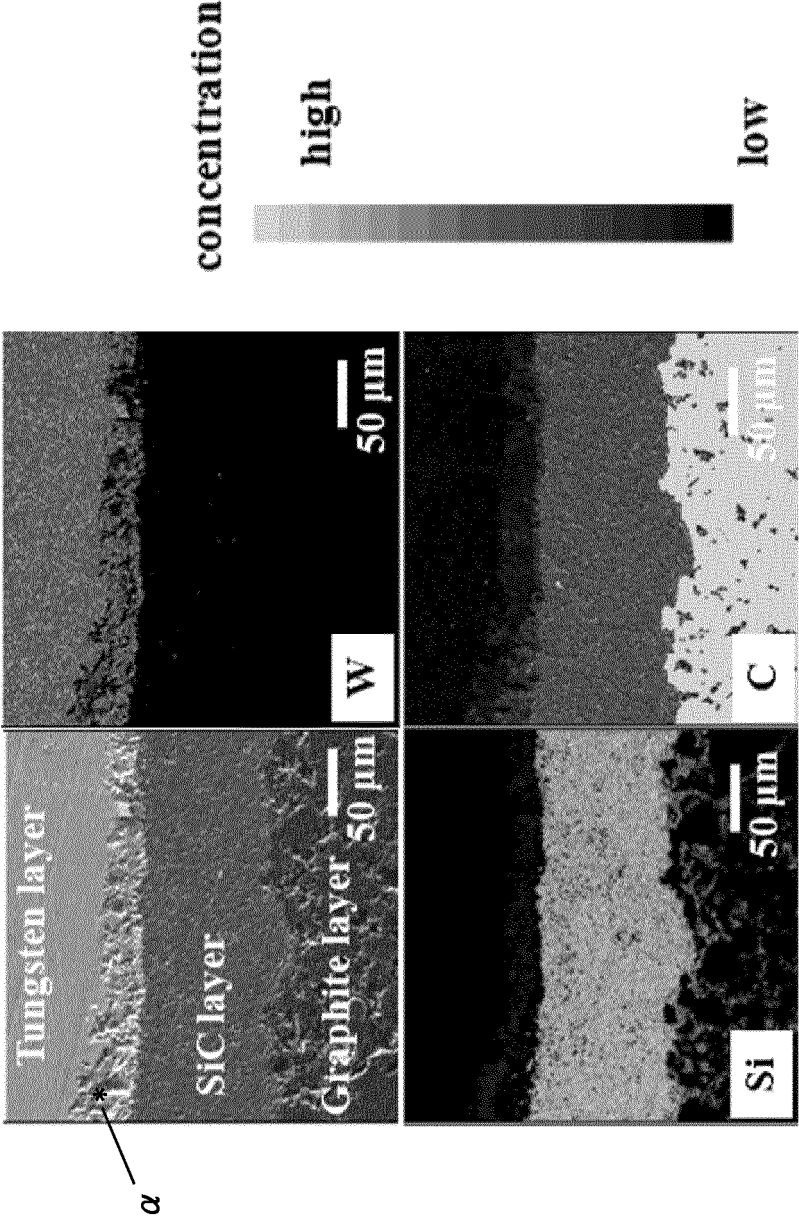 concentration
high
low
Tungsten layer
SiC layer
Graphite layer
50 μm
W
50 μm
Si
50 μm
C
50 μm
*
α